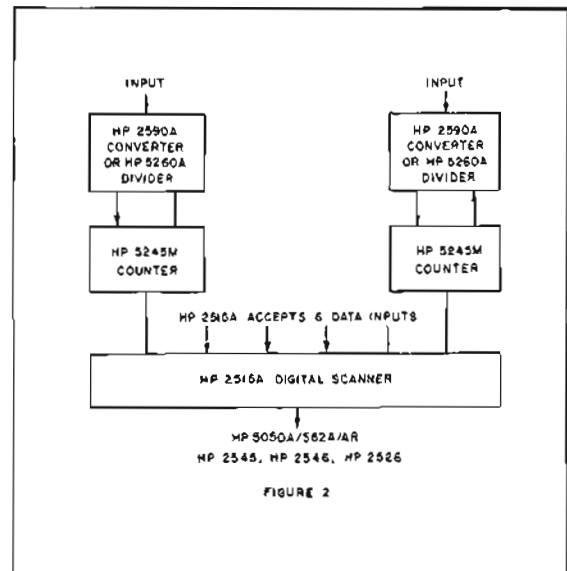 INPUT
HP 2590A
CONVERTER
OR HP 5260A
DIVIDER
HP 5245M
COUNTER
INPUT
HP 2590A
CONVERTER
OR HP 5260A
DIVIDER
HP 5245M
COUNTER
HP 2516A ACCEPTS 6 DATA INPUTS
HP 2516A DIGITAL SCANNER
HP 5050A/562A/AR
HP 2545, HP 2546, HP 2526
FIGURE 2